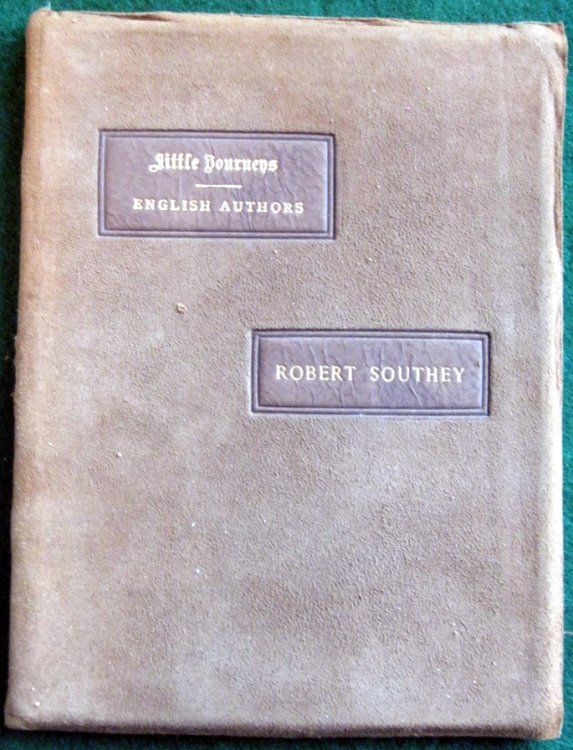 Little Journeys
ENGLISH AUTHORS
ROBERT SOUTHEY